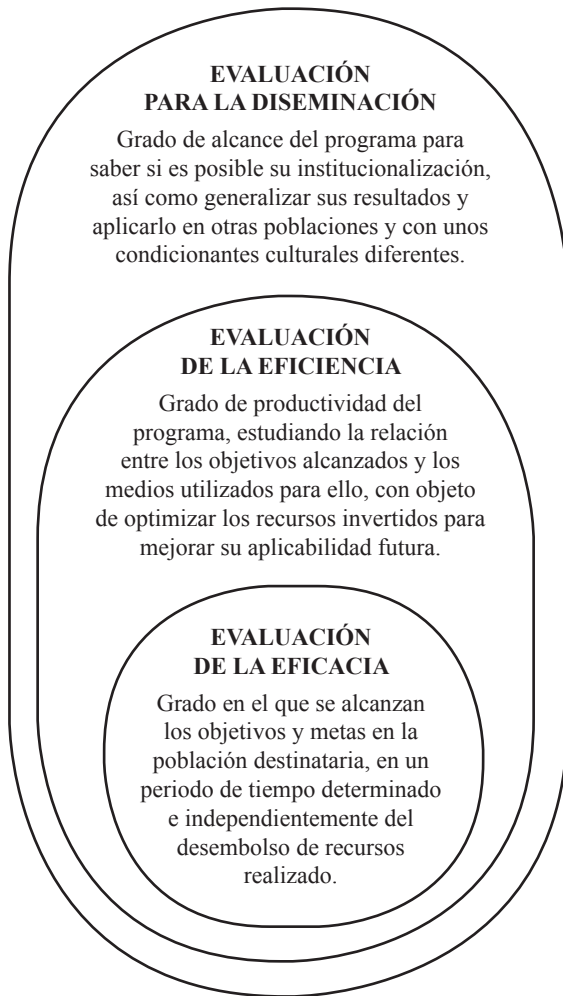 EVALUACIÓN
PARA LA DISEMINACIÓN
Grado de alcance del programa para
saber si es posible su institucionalización,
así como generalizar sus resultados y
aplicarlo en otras poblaciones y con unos
condicionantes culturales diferentes.
EVALUACIÓN
DE LA EFICIENCIA
Grado de productividad del
programa, estudiando la relación
entre los objetivos alcanzados y los
medios utilizados para ello, con objeto
de optimizar los recursos invertidos para
mejorar su aplicabilidad futura.
EVALUACIÓN
DE LA EFICACIA
Grado en el que se alcanzan
los objetivos y metas en la
población destinataria, en un
periodo de tiempo determinado
e independientemente del
desembolso de recursos
realizado.